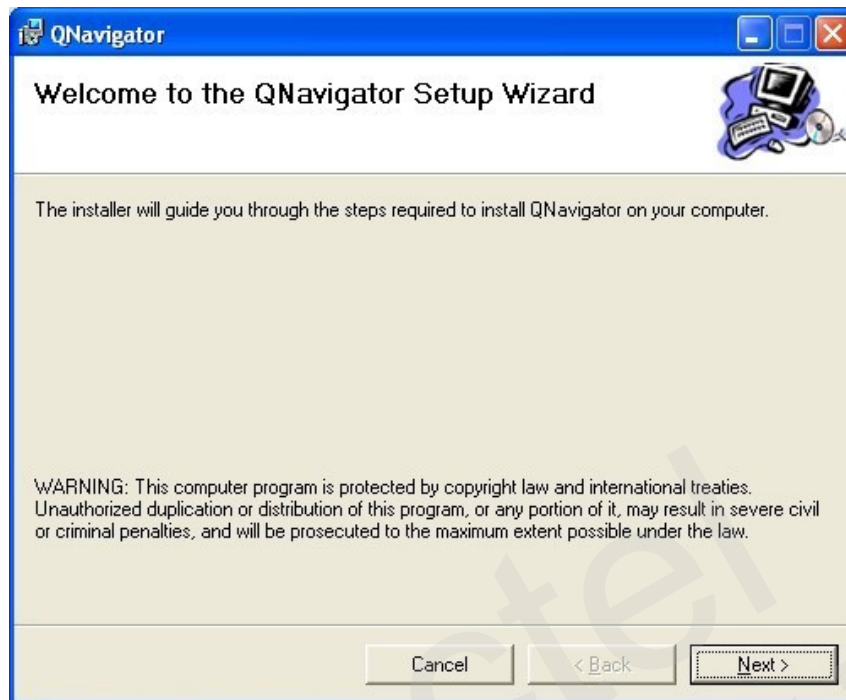 QNavigator
Welcome to the QNavigator Setup Wizard
The installer will guide you through the steps required to install QNavigator on your computer.
WARNING: This computer program is protected by copyright law and international treaties.
Unauthorized duplication or distribution of this program, or any portion of it, may result in severe civil
or criminal penalties, and will be prosecuted to the maximum extent possible under the law.
Cancel
< Back
Next >